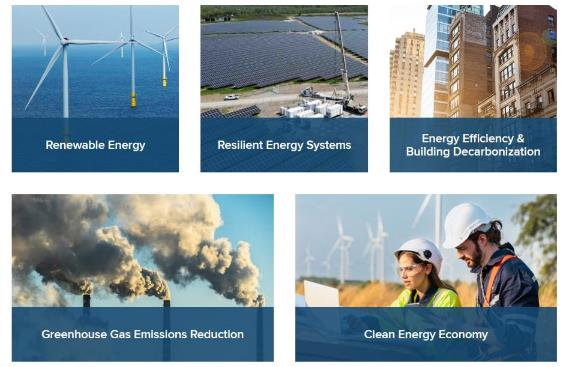 Renewable Energy
Resilient Energy Systems
Energy Efficiency &
Building Decarbonization
Greenhouse Gas Emissions Reduction
Clean Energy Economy